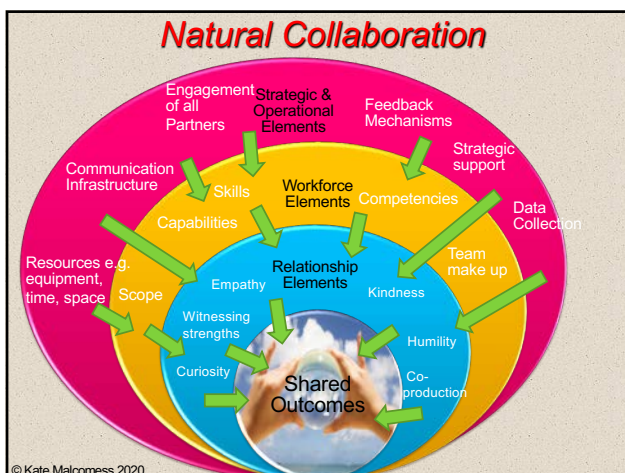 Natural Collaboration
Engagement
of all
Partners
Strategic &
Operational
Elements
Feedback
Mechanisms
Strategic
support
Communication
Infrastructure
Skills
Workforce
Elements
Competencies
Data
Collection
Capabilities
Resources e.g.
equipment,
time, space
Scope
Empathy
Relationship
Elements
Kindness
Team
make up
Witnessing
strengths
Humility
Curiosity
Shared
Outcomes
Co-
production
© Kate Malcomess 2020